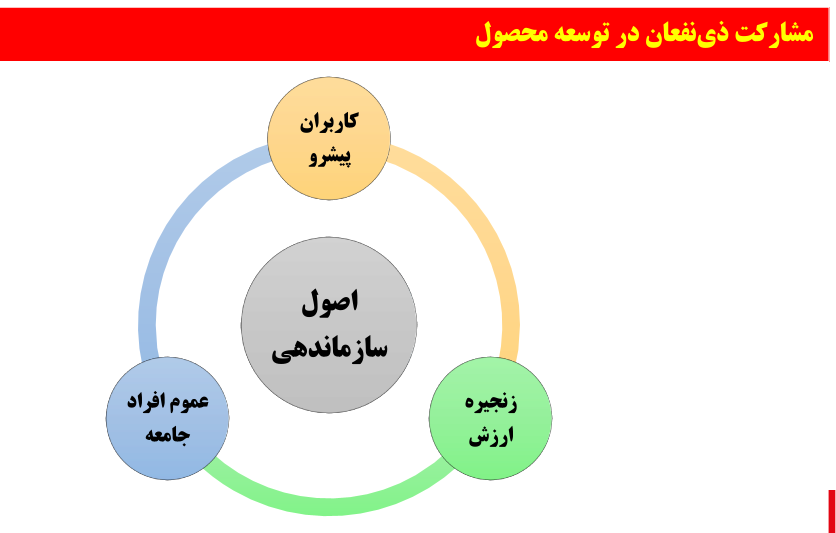 مشارکت ذی‌نفعان در توسعه محصول
کاربران
پیشرو
اصول
سازماندهی
زنجیره
ارزش
عموم افراد
جامعه